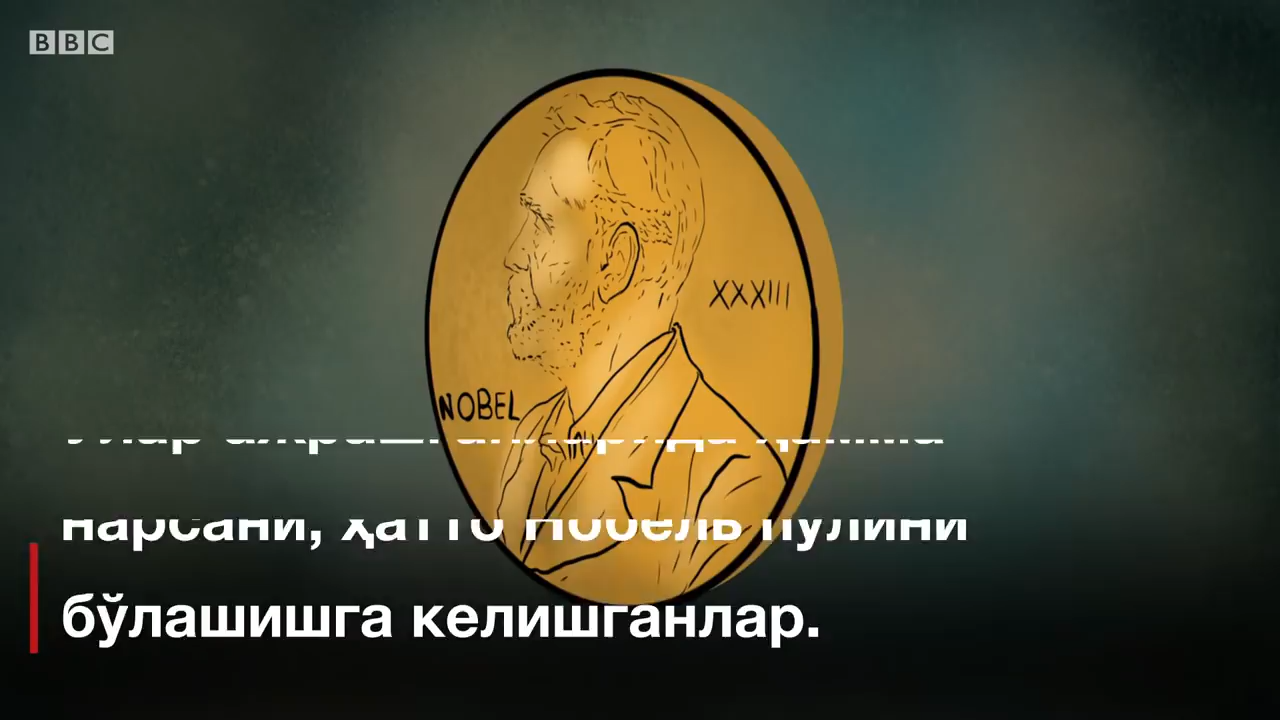 BBC
XXXIII
NOBEL
нарсани, ҳатто Нобель пулини
бўлашишга келишганлар.